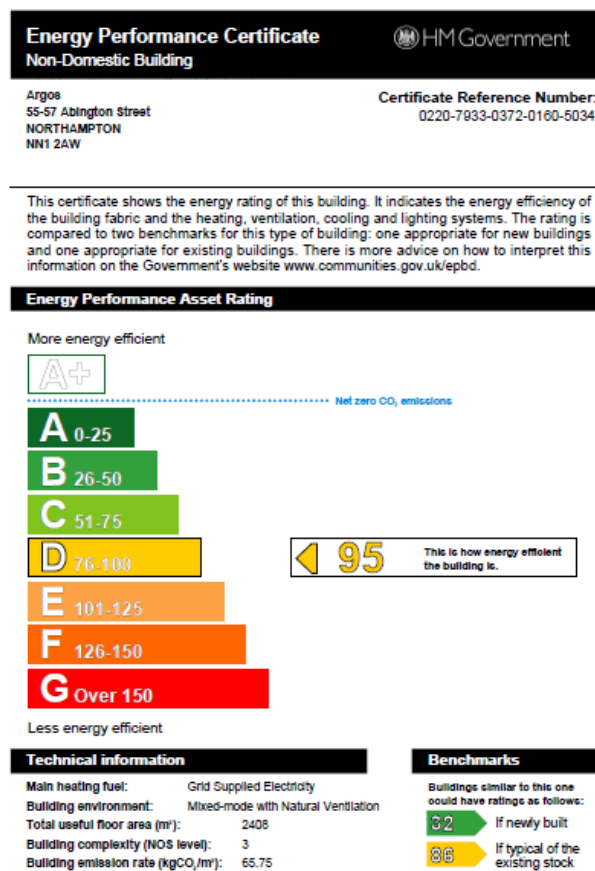 Energy Performance Certificate
HM Government
Non-Domestic Building
Argos
55-57 Abington Street
NORTHAMPTON
NN1 2AW
Certificate Reference Number:
0220-7933-0372-0160-5034
This certificate shows the energy rating of this building. It indicates the energy efficiency of
the building fabric and the heating, ventilation, cooling and lighting systems. The rating is
compared to two benchmarks for this type of building: one appropriate for new buildings
and one appropriate for existing buildings. There is more advice on how to interpret this
information on the Government's website www.communities.gov.uk/epbd.
Energy Performance Asset Rating
More energy efficient
A+
Net zero CO₂ emissions
A 0-25
B 26-50
C 51-75
D 76-100
95
This is how energy efficient
the building is.
E 101-125
F 126-150
G Over 150
Less energy efficient
Technical information
Main heating fuel: Grid Supplied Electricity
Building environment: Mixed-mode with Natural Ventilation
Total useful floor area (m²): 2408
Building complexity (NOS level): 3
Building emission rate (kgCO₂/m²): 65.75
Benchmarks
Buildings similar to this one
could have ratings as follows:
32 If newly built
86 If typical of the
existing stock